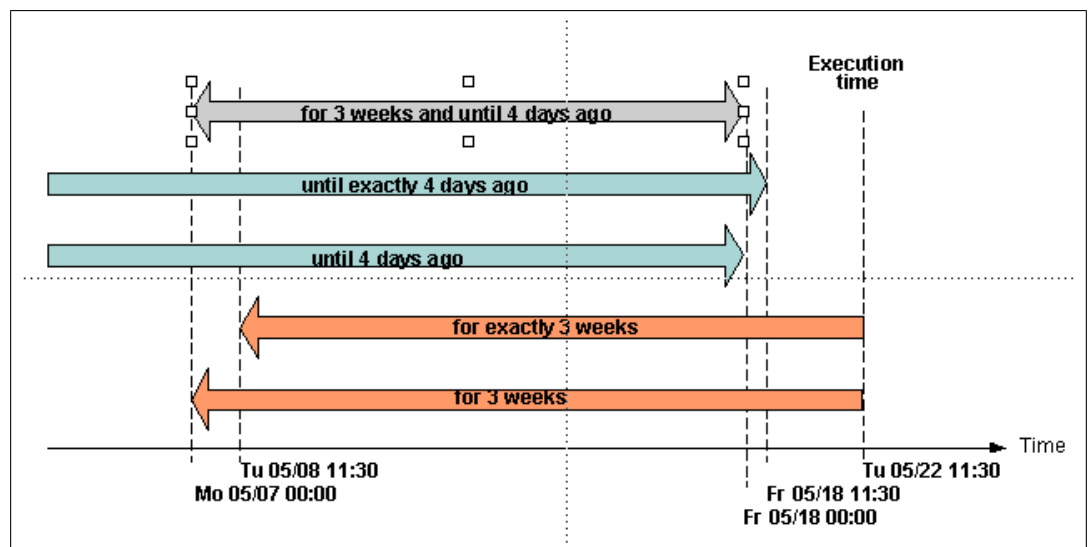 Execution
time
for 3 weeks and until 4 days ago
until exactly 4 days ago
until 4 days ago
for exactly 3 weeks
for 3 weeks
Time
Tu 05/08 11:30
Tu 05/22 11:30
Mo 05/07 00:00
Fr 05/18 11:30
Fr 05/18 00:00